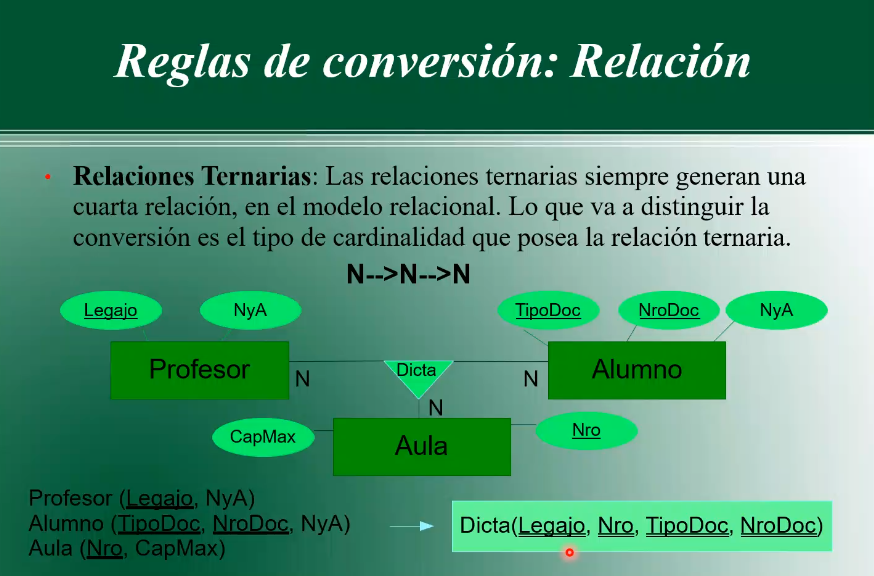 Reglas de conversión: Relación
• Relaciones Ternarias: Las relaciones ternarias siempre generan una
cuarta relación, en el modelo relacional. Lo que va a distinguir la
conversión es el tipo de cardinalidad que posea la relación ternaria.
N-->N-->N
Legajo NyA TipoDoc NroDoc NyA
Profesor N Dicta N Alumno
N
CapMax Aula Nro
Profesor (Legajo, NyA)
Alumno (TipoDoc, NroDoc, NyA)
Aula (Nro, CapMax)
Dicta(Legajo, Nro, TipoDoc, NroDoc)